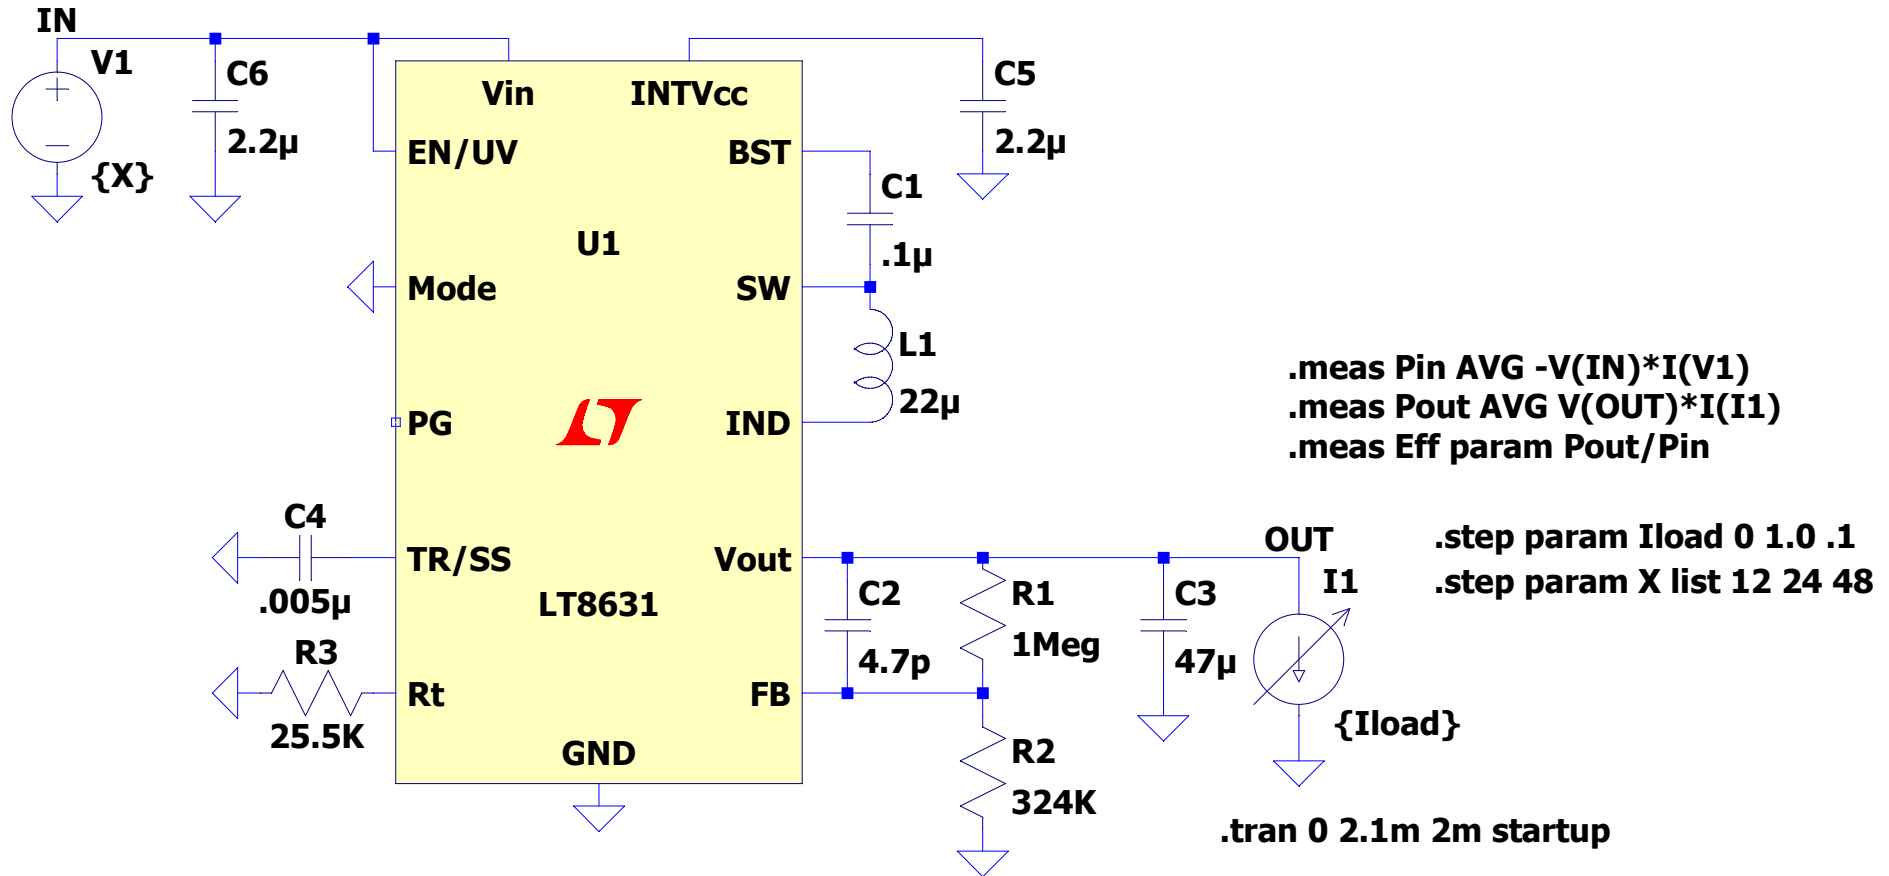 IN
V1
{X}
C6
2.2µ
Vin
INTVcc
EN/UV
BST
U1
Mode
SW
PG
IND
TR/SS
Vout
LT8631
Rt
FB
GND
C5
2.2µ
C1
.1µ
L1
22µ
C4
.005µ
R3
25.5K
C2
4.7p
R1
1Meg
R2
324K
C3
47µ
OUT
I1
{Iload}
.meas Pin AVG -V(IN)*I(V1)
.meas Pout AVG V(OUT)*I(I1)
.meas Eff param Pout/Pin
.step param Iload 0 1.0 .1
.step param X list 12 24 48
.tran 0 2.1m 2m startup